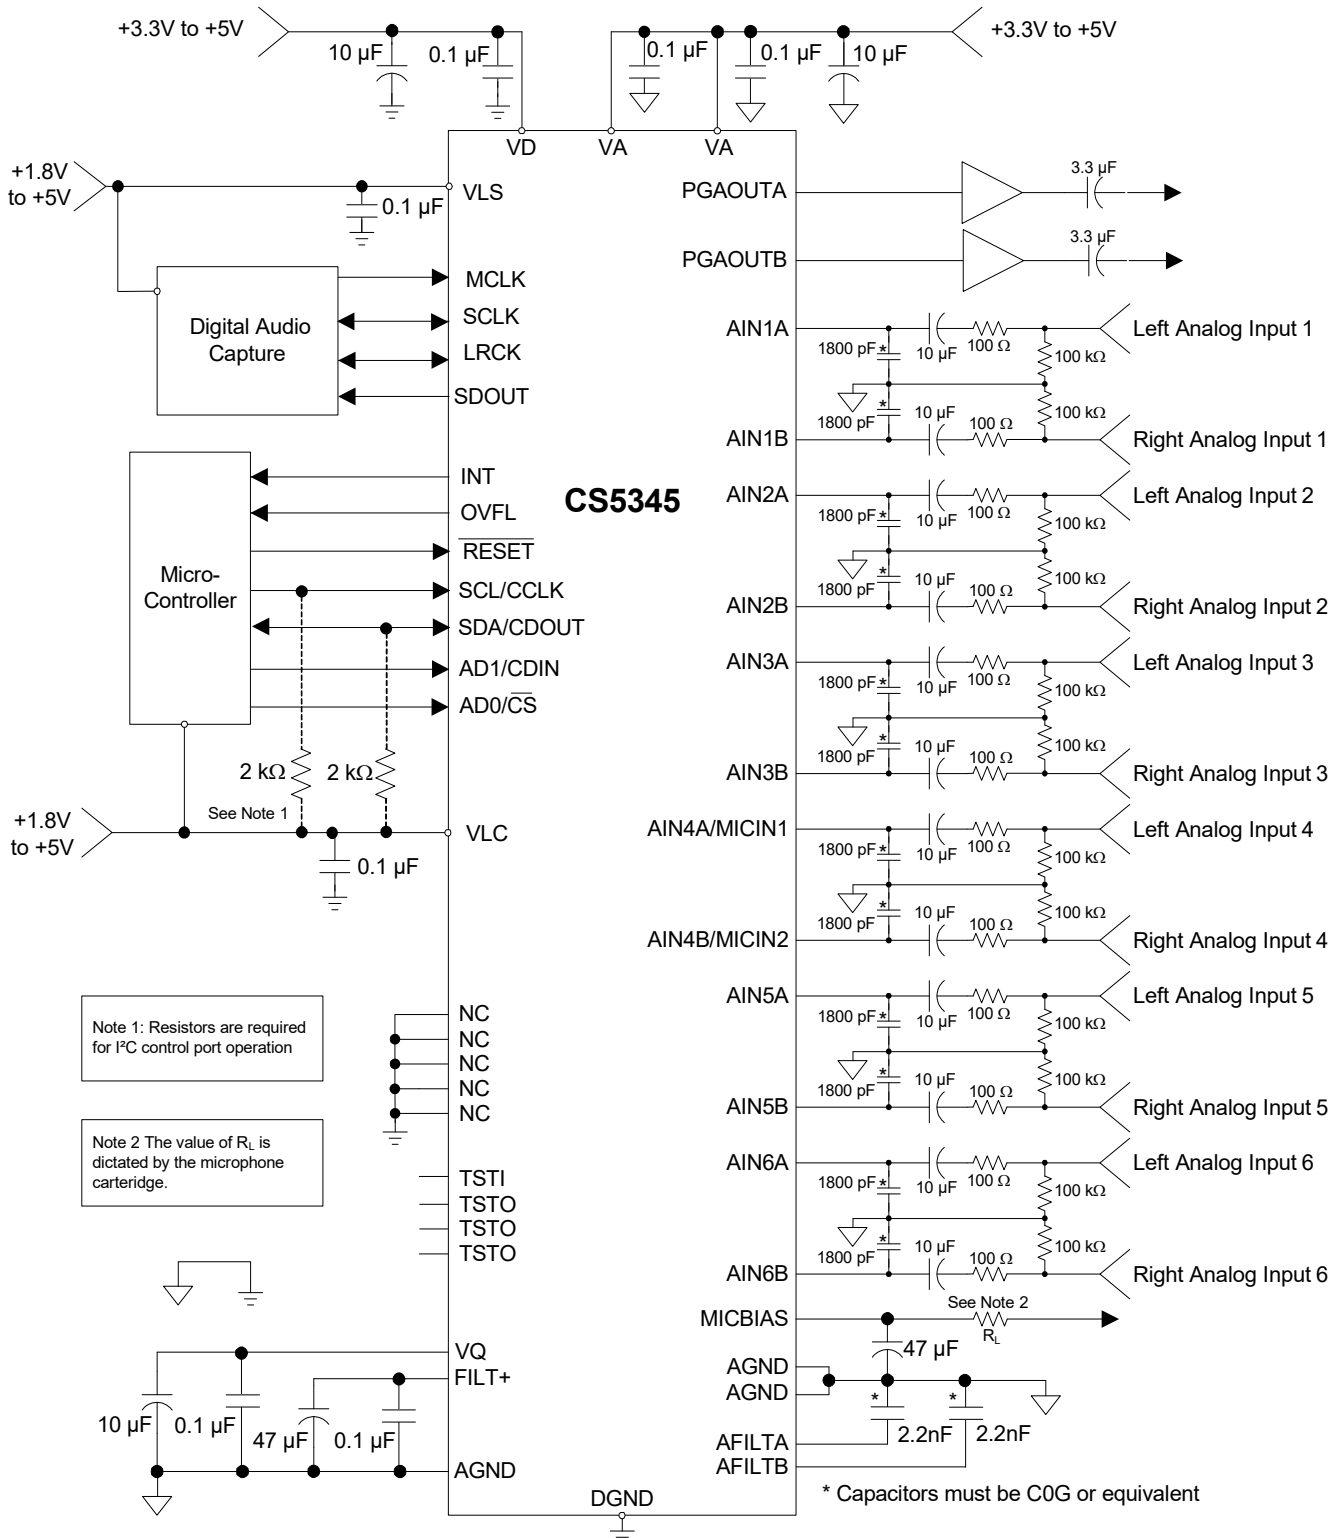 +3.3V to +5V
10 µF
0.1 µF
0.1 µF
0.1 µF
10 µF
+3.3V to +5V
VD
VA
VA
+1.8V
to +5V
VLS
0.1 µF
Digital Audio
Capture
MCLK
SCLK
LRCK
SDOUT
Micro-
Controller
INT
OVFL
RESET
SCL/CCLK
SDA/CDOUT
AD1/CDIN
AD0/CS
2 kΩ
2 kΩ
See Note 1
+1.8V
to +5V
VLC
0.1 µF
CS5345
Note 1: Resistors are required
for I²C control port operation
Note 2 The value of RL is
dictated by the microphone
carteridge.
NC
NC
NC
NC
NC
TSTI
TSTO
TSTO
TSTO
VQ
FILT+
10 µF
0.1 µF
47 µF
0.1 µF
AGND
DGND
PGAOUTA
3.3 µF
PGAOUTB
3.3 µF
AIN1A
1800 pF
*
10 µF
100 Ω
100 kΩ
Left Analog Input 1
AIN1B
1800 pF
*
10 µF
100 Ω
100 kΩ
Right Analog Input 1
AIN2A
1800 pF
*
10 µF
100 Ω
100 kΩ
Left Analog Input 2
AIN2B
1800 pF
*
10 µF
100 Ω
100 kΩ
Right Analog Input 2
AIN3A
1800 pF
*
10 µF
100 Ω
100 kΩ
Left Analog Input 3
AIN3B
1800 pF
*
10 µF
100 Ω
100 kΩ
Right Analog Input 3
AIN4A/MICIN1
1800 pF
*
10 µF
100 Ω
100 kΩ
Left Analog Input 4
AIN4B/MICIN2
1800 pF
*
10 µF
100 Ω
100 kΩ
Right Analog Input 4
AIN5A
1800 pF
*
10 µF
100 Ω
100 kΩ
Left Analog Input 5
AIN5B
1800 pF
*
10 µF
100 Ω
100 kΩ
Right Analog Input 5
AIN6A
1800 pF
*
10 µF
100 Ω
100 kΩ
Left Analog Input 6
AIN6B
1800 pF
*
10 µF
100 Ω
100 kΩ
Right Analog Input 6
MICBIAS
See Note 2
RL
47 µF
AGND
AGND
*
*
2.2nF
2.2nF
AFILTA
AFILTB
* Capacitors must be C0G or equivalent